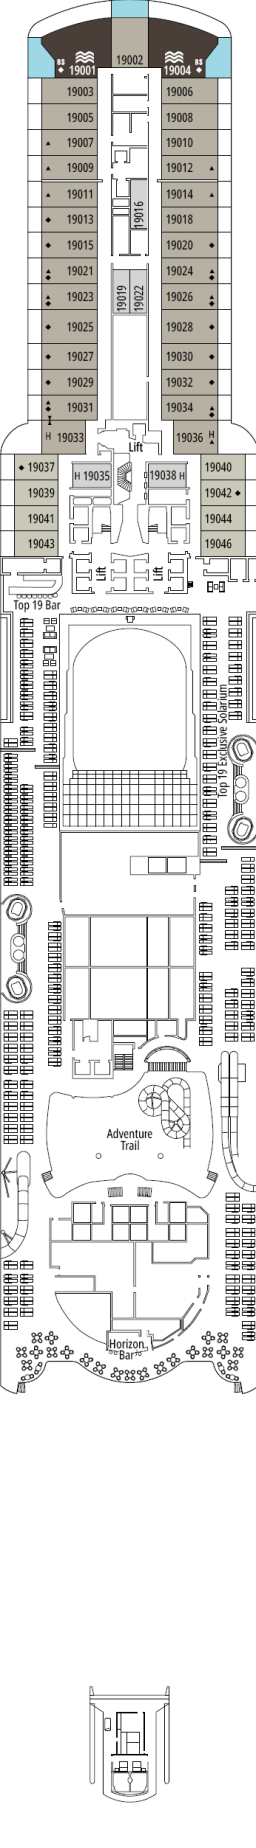 19002
BS BS
19001 19004
19003 19006
19005 19008
19007 19010
19009 19012
19011 19016 19014
19013 19018
19015 19020
19021 19024
19023 19019 19022 19026
19025 19028
19027 19030
19029 19032
19031 19034
H 19033 Lift 19036 H
19037 H 19035 19038 H 19040
19039 19042
19041 19044
19043 19046
Lift Lift
Top 19 Bar
Top 19 Exclusive Solarium
Adventure
Trail
Horizon
Bar